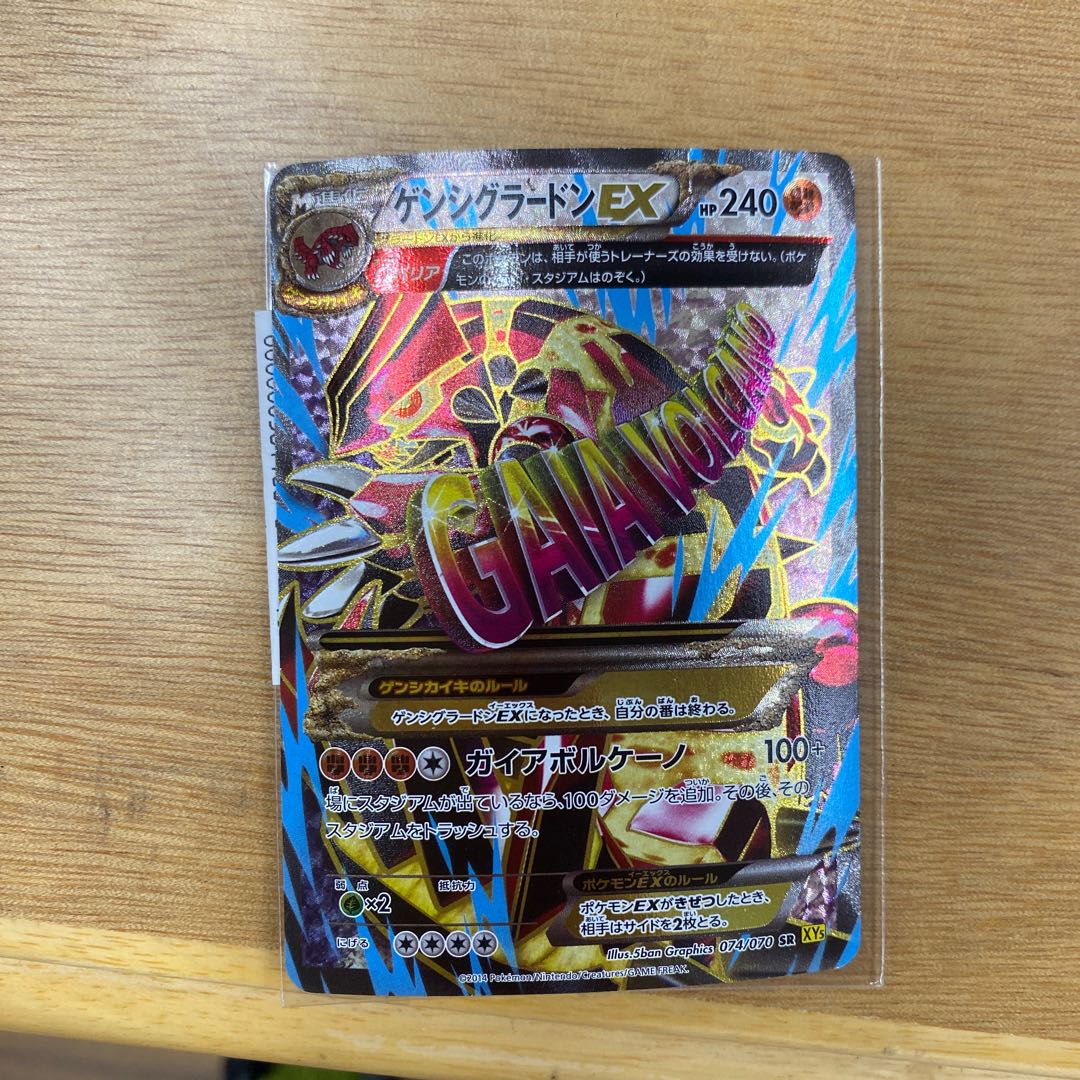 M進化
ゲンシグラードンEX HP240
ドンEXから進化
バリア
このポケモンは、相手が使うトレーナーズの効果を受けない。(ポケ
モンのどうぐ・スタジアムはのぞく。)
GAIA VOLCANO
ゲンシカイキのルール
ゲンシグラードンEXになったとき、自分の番は終わる。
ガイアボルケーノ 100+
場にスタジアムが出ているなら、100ダメージを追加。その後、その
スタジアムをトラッシュする。
弱点 抵抗力
×2
にげる
ポケモンEXのルール
ポケモンEXがきぜつしたとき、
相手はサイドを2枚とる。
Illus.5ban Graphics 074/070 SR XY5
©2014 Pokémon/Nintendo/Creatures/GAME FREAK.